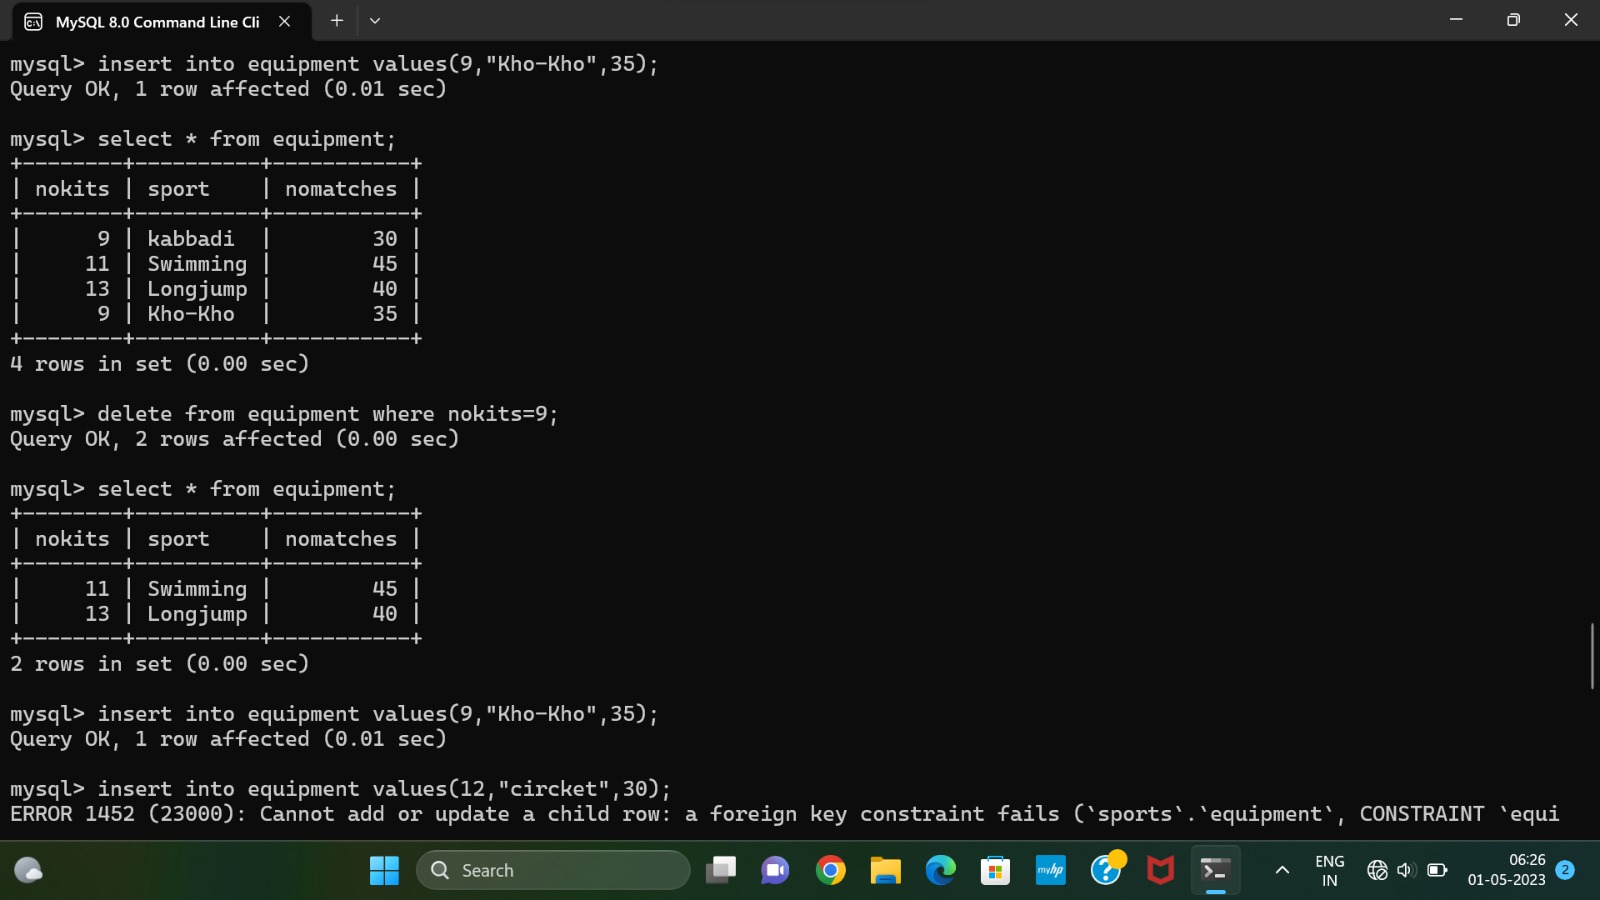 MySQL 8.0 Command Line Cli
mysql> insert into equipment values(9,"Kho-Kho",35);
Query OK, 1 row affected (0.01 sec)
mysql> select * from equipment;
+--------+----------+-----------+
| nokits | sport    | nomatches |
+--------+----------+-----------+
|      9 | kabbadi  |        30 |
|     11 | Swimming |        45 |
|     13 | Longjump |        40 |
|      9 | Kho-Kho  |        35 |
+--------+----------+-----------+
4 rows in set (0.00 sec)
mysql> delete from equipment where nokits=9;
Query OK, 2 rows affected (0.00 sec)
mysql> select * from equipment;
+--------+----------+-----------+
| nokits | sport    | nomatches |
+--------+----------+-----------+
|     11 | Swimming |        45 |
|     13 | Longjump |        40 |
+--------+----------+-----------+
2 rows in set (0.00 sec)
mysql> insert into equipment values(9,"Kho-Kho",35);
Query OK, 1 row affected (0.01 sec)
mysql> insert into equipment values(12,"circket",30);
ERROR 1452 (23000): Cannot add or update a child row: a foreign key constraint fails (`sports`.`equipment`, CONSTRAINT `equi
Search
myhp
ENG
IN
06:26
01-05-2023
2